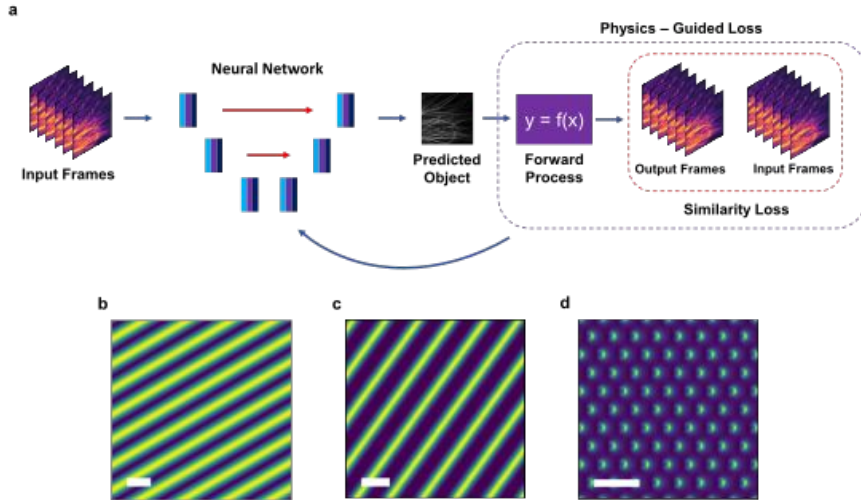 a
Physics – Guided Loss
Neural Network
Input Frames
Predicted
Object
y = f(x)
Forward
Process
Output Frames
Input Frames
Similarity Loss
b
c
d